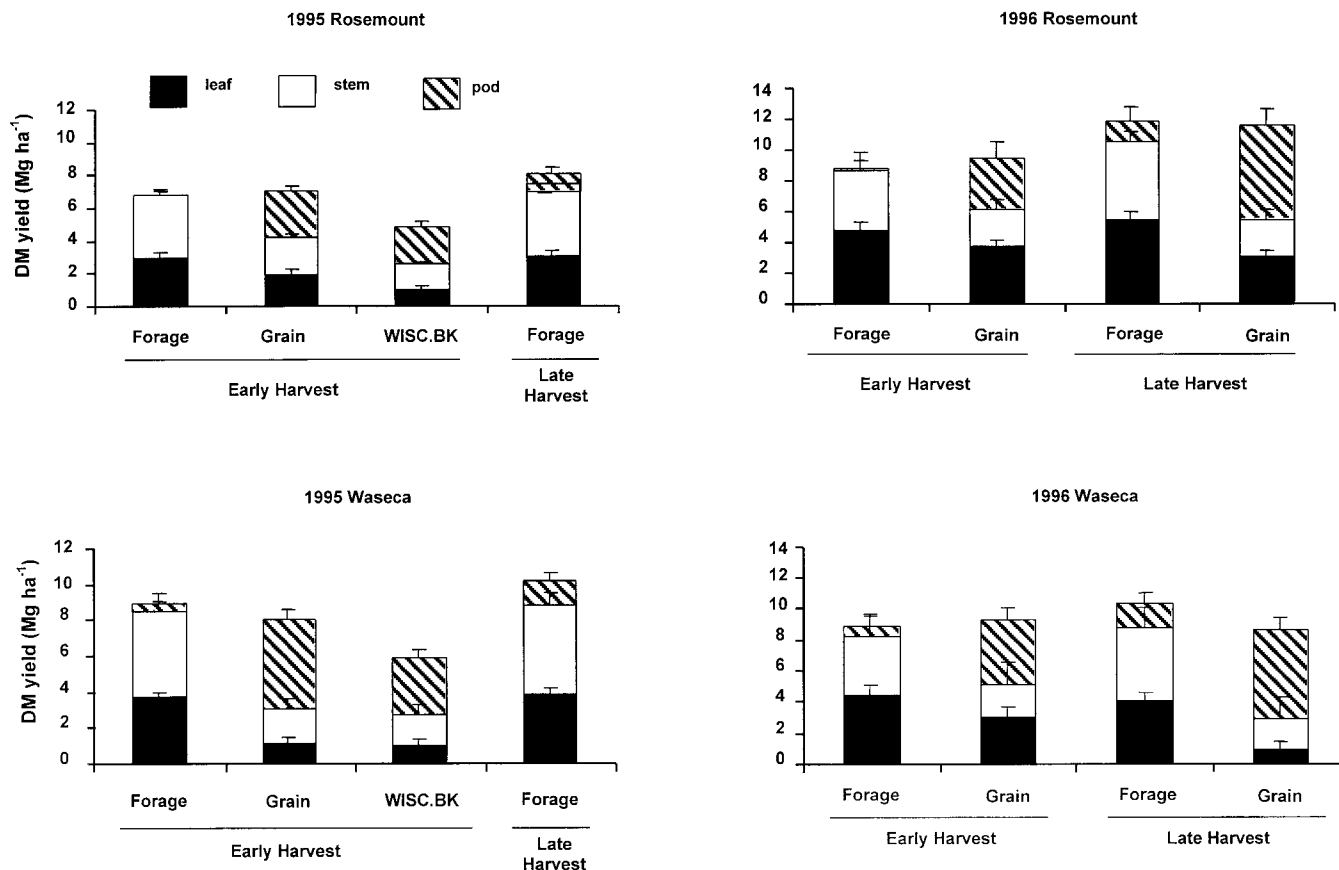 1995 Rosemount
leaf stem pod
DM yield (Mg ha⁻¹)
12
10
8
6
4
2
0
Forage Grain WISC.BK Forage
Early Harvest Late
Harvest
1996 Rosemount
14
12
10
8
6
4
2
0
Forage Grain Forage Grain
Early Harvest Late Harvest
1995 Waseca
DM yield (Mg ha⁻¹)
12
10
8
6
4
2
0
Forage Grain WISC.BK Forage
Early Harvest Late
Harvest
1996 Waseca
14
12
10
8
6
4
2
0
Forage Grain Forage Grain
Early Harvest Late Harvest